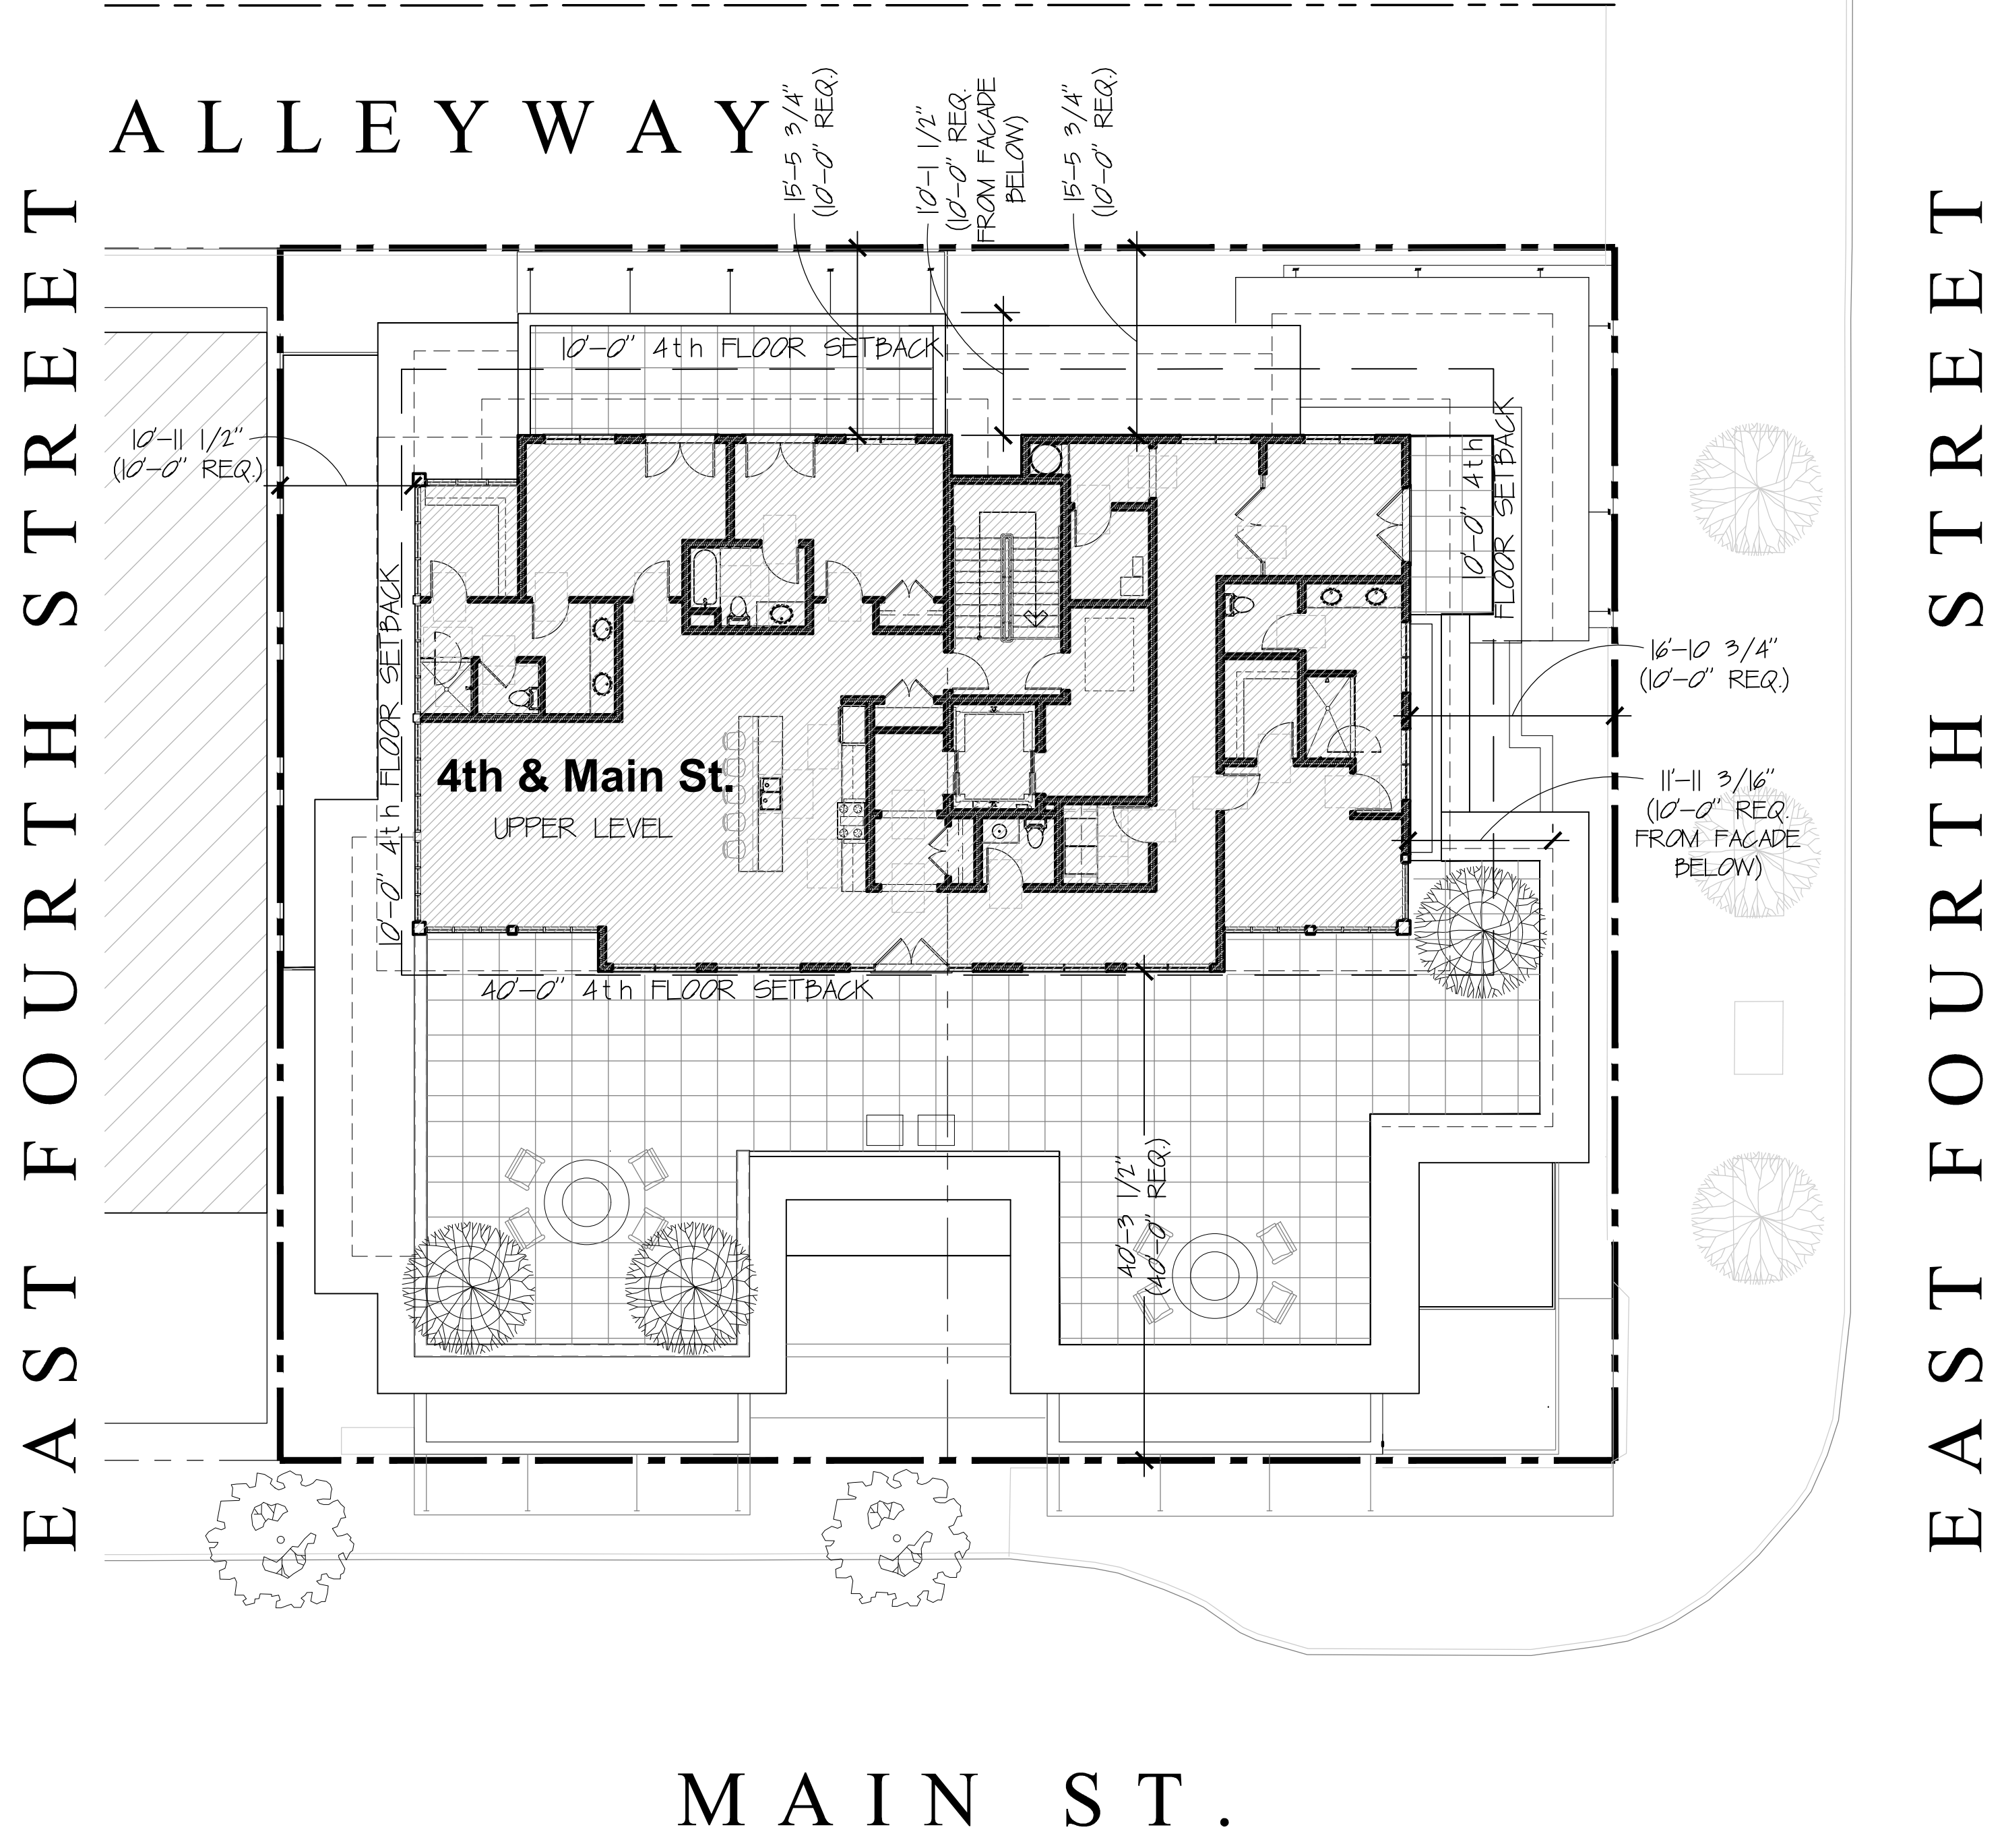 ALLEYWAY
15'-5 3/4"
(10'-0" REQ.)
10'-1 1/2"
(10'-0" REQ.
FROM FACADE
BELOW)
15'-5 3/4"
(10'-0" REQ.)
EAST FOURTH STREET
EAST FOURTH STREET
10'-0" 4th FLOOR SETBACK
10'-11 1/2"
(10'-0" REQ.)
10'-0" 4th
FLOOR SETBACK
10'-0" 4th FLOOR SETBACK
16'-10 3/4"
(10'-0" REQ.)
4th & Main St.
UPPER LEVEL
11'-11 3/16"
(10'-0" REQ.
FROM FACADE
BELOW)
40'-0" 4th FLOOR SETBACK
40'-3 1/2"
(40'-0" REQ.)
MAIN ST.